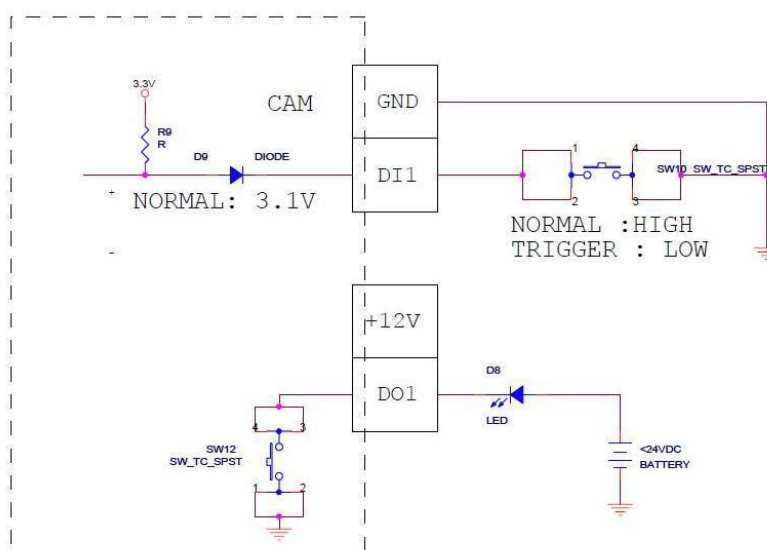 3.3V
R9
R
CAM
GND
D9
DIODE
DI1
1
4
SW10 SW_TC_SPST
2
3
+
NORMAL: 3.1V
-
NORMAL :HIGH
TRIGGER : LOW
+12V
DO1
D8
LED
4
3
SW12
SW_TC_SPST
1
2
<24VDC
BATTERY